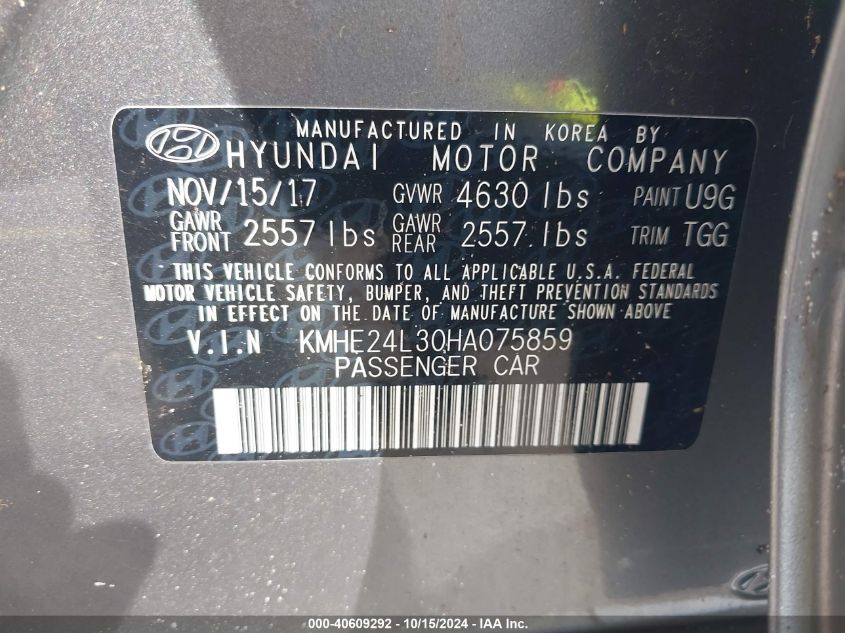 MANUFACTURED IN KOREA BY
HYUNDAI MOTOR COMPANY
NOV/15/17 GVWR 4630 lbs PAINT U9G
GAWR FRONT 2557 lbs GAWR REAR 2557 lbs TRIM TGG
THIS VEHICLE CONFORMS TO ALL APPLICABLE U.S.A. FEDERAL
MOTOR VEHICLE SAFETY, BUMPER, AND THEFT PREVENTION STANDARDS
IN EFFECT ON THE DATE OF MANUFACTURE SHOWN ABOVE
V.I.N KMHE24L30HA075859
PASSENGER CAR
000-40609292 - 10/15/2024 - IAA Inc.